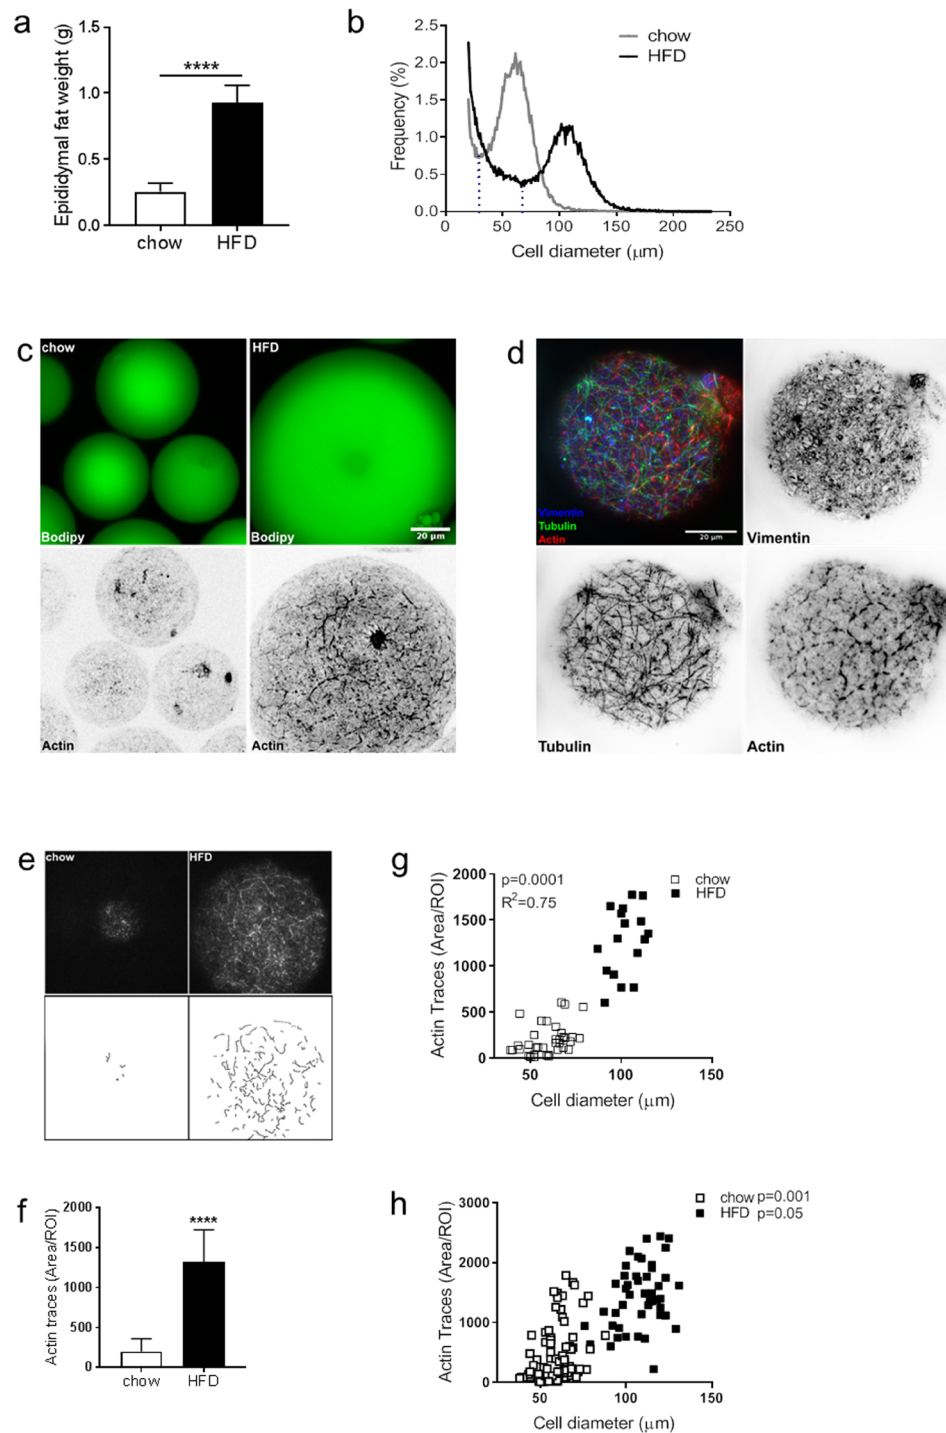 a
1.5
1.0
0.5
0.0
Epididymal fat weight (g)
****
chow
HFD
b
2.5
2.0
1.5
1.0
0.5
0.0
Frequency (%)
chow
HFD
0
50
100
150
200
250
Cell diameter (μm)
c
chow
HFD
Bodipy
Bodipy
20 μm
Actin
Actin
d
Vimentin
Tubulin
Actin
20 μm
Vimentin
Tubulin
Actin
e
chow
HFD
f
2000
1500
1000
500
0
Actin traces (Area/ROI)
****
chow
HFD
g
2000
1500
1000
500
0
Actin Traces (Area/ROI)
p=0.0001
R²=0.75
chow
HFD
50
100
150
Cell diameter (μm)
h
3000
2000
1000
0
Actin Traces (Area/ROI)
chow p=0.001
HFD p=0.05
50
100
150
Cell diameter (μm)